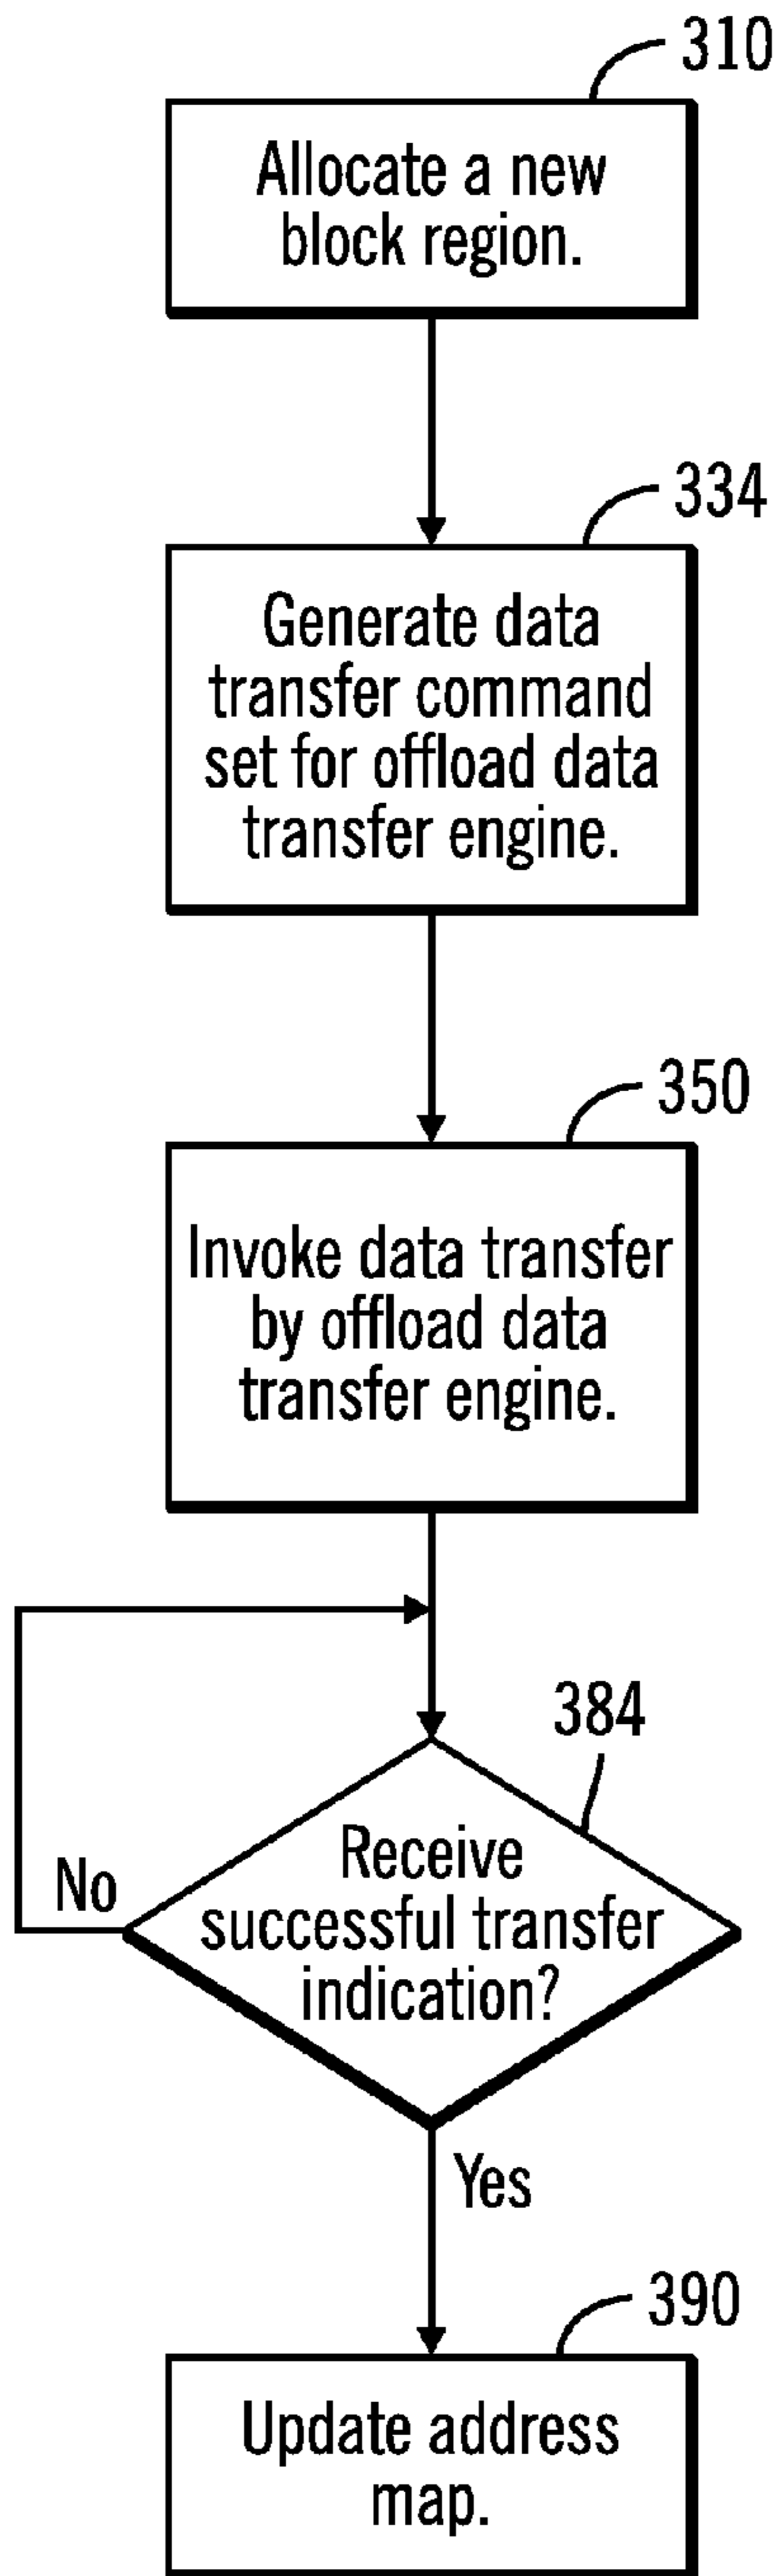 310
Allocate a new
block region.
334
Generate data
transfer command
set for offload data
transfer engine.
350
Invoke data transfer
by offload data
transfer engine.
384
Receive
successful transfer
indication?
No
Yes
390
Update address
map.